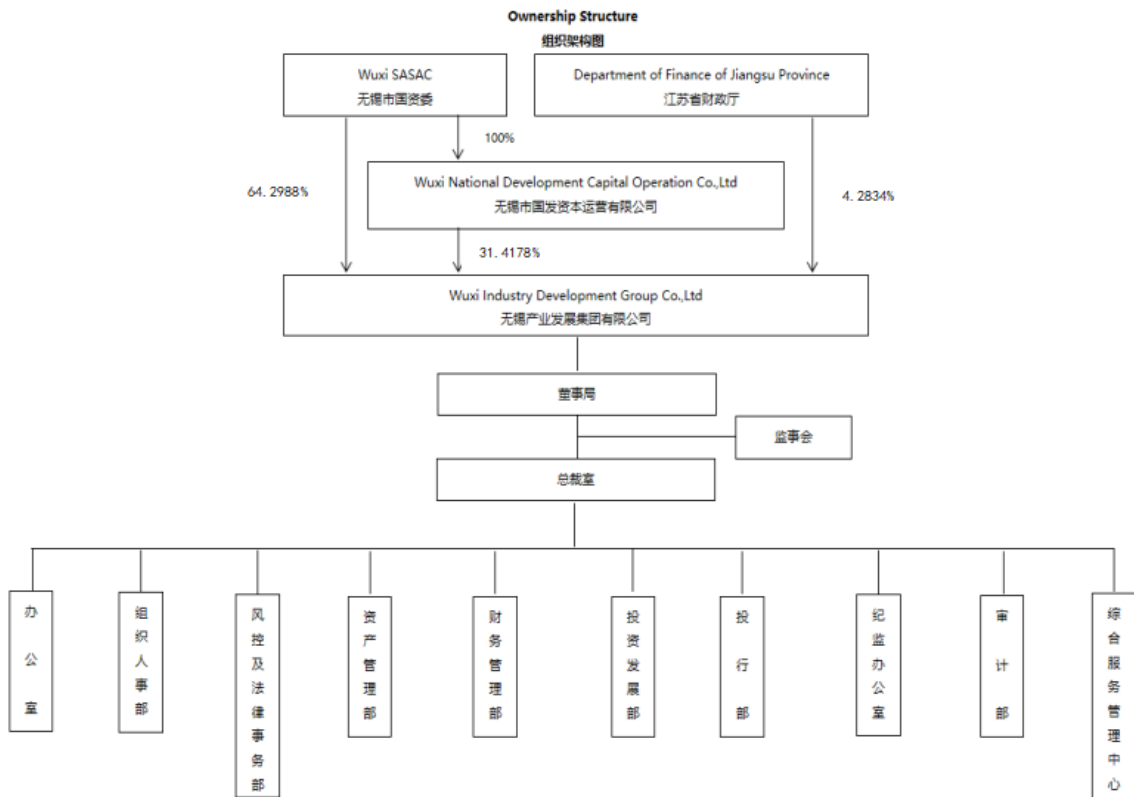 Ownership Structure
组织架构图
Wuxi SASAC
无锡市国资委
Department of Finance of Jiangsu Province
江苏省财政厅
100%
Wuxi National Development Capital Operation Co.,Ltd
无锡市国发资本运营有限公司
64.2988%
4.2834%
31.4178%
Wuxi Industry Development Group Co.,Ltd
无锡产业发展集团有限公司
董事局
监事会
总裁室
办公室
组织人事部
风控及法律事务部
资产管理部
财务管理部
投资发展部
投行部
纪监办公室
审计部
综合服务管理中心